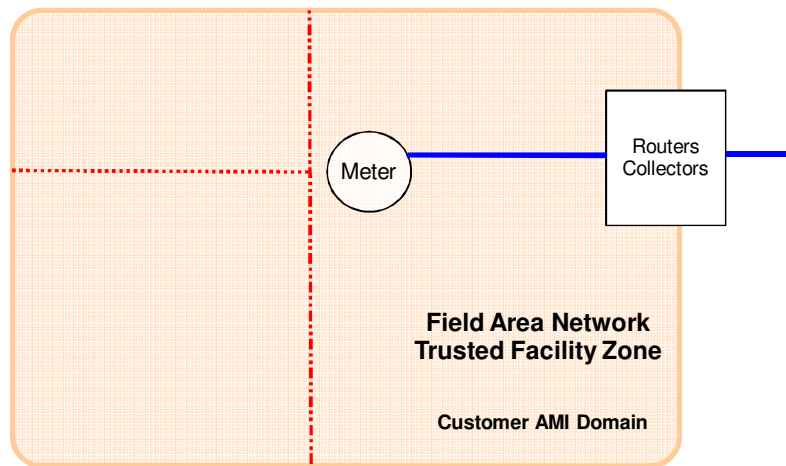 Meter
Routers
Collectors
Field Area Network
Trusted Facility Zone
Customer AMI Domain